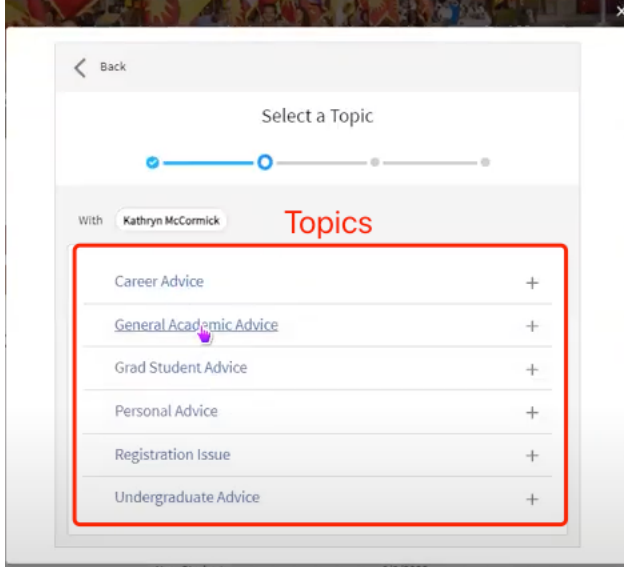 Back
Select a Topic
With Kathryn McCormick
Topics
Career Advice
General Academic Advice
Grad Student Advice
Personal Advice
Registration Issue
Undergraduate Advice